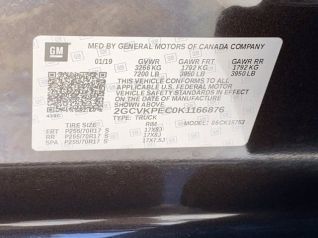 GM
MFD BY GENERAL MOTORS OF CANADA COMPANY
01/19 GVWR GAWR FRT GAWR RR
3266 KG 1792 KG 1792 KG
7200 LB 3950 LB 3950 LB
THIS VEHICLE CONFORMS TO ALL
APPLICABLE U.S. FEDERAL MOTOR
VEHICLE SAFETY STANDARDS IN
EFFECT ON THE DATE OF
MANUFACTURE SHOWN ABOVE.
2GCVKPEC0K1166876
TYPE: TRUCK MODEL:
TIRE SIZE RIM
FRT P255/70R17 S 17X8J
RR P255/70R17 S 17X8J
SPA P255/70R17 S